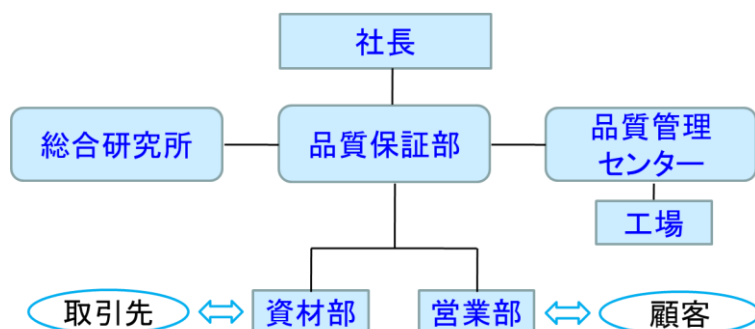 社長
総合研究所
品質保証部
品質管理
センター
工場
取引先
資材部
営業部
顧客